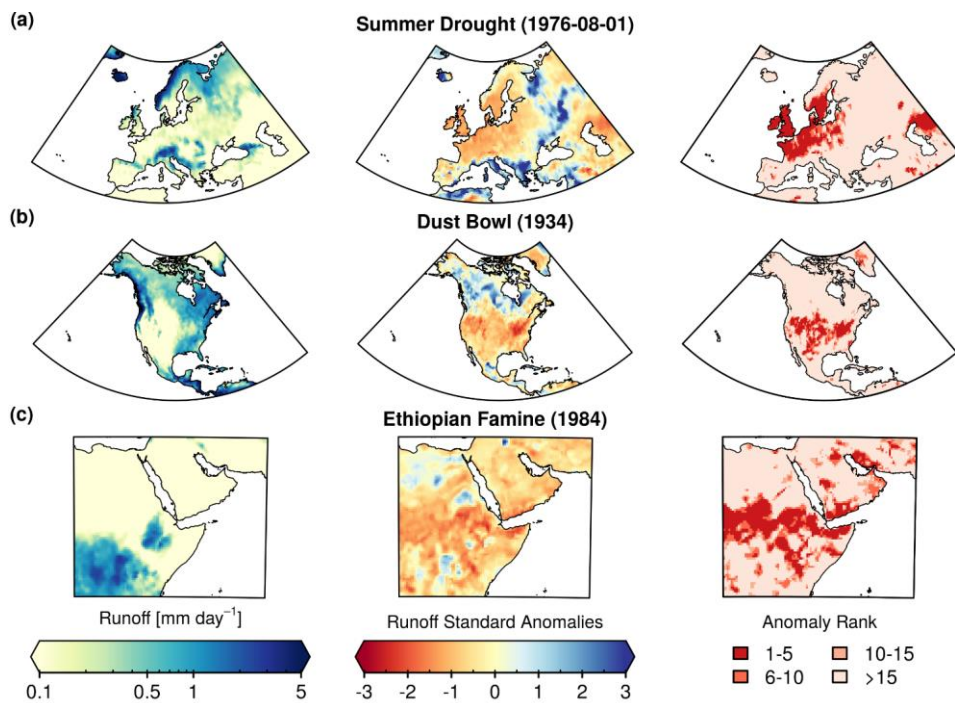 (a)
Summer Drought (1976-08-01)
(b)
Dust Bowl (1934)
(c)
Ethiopian Famine (1984)
Runoff [mm day⁻¹]
0.1 0.5 1 5
Runoff Standard Anomalies
-3 -2 -1 0 1 2 3
Anomaly Rank
1-5 10-15
6-10 >15